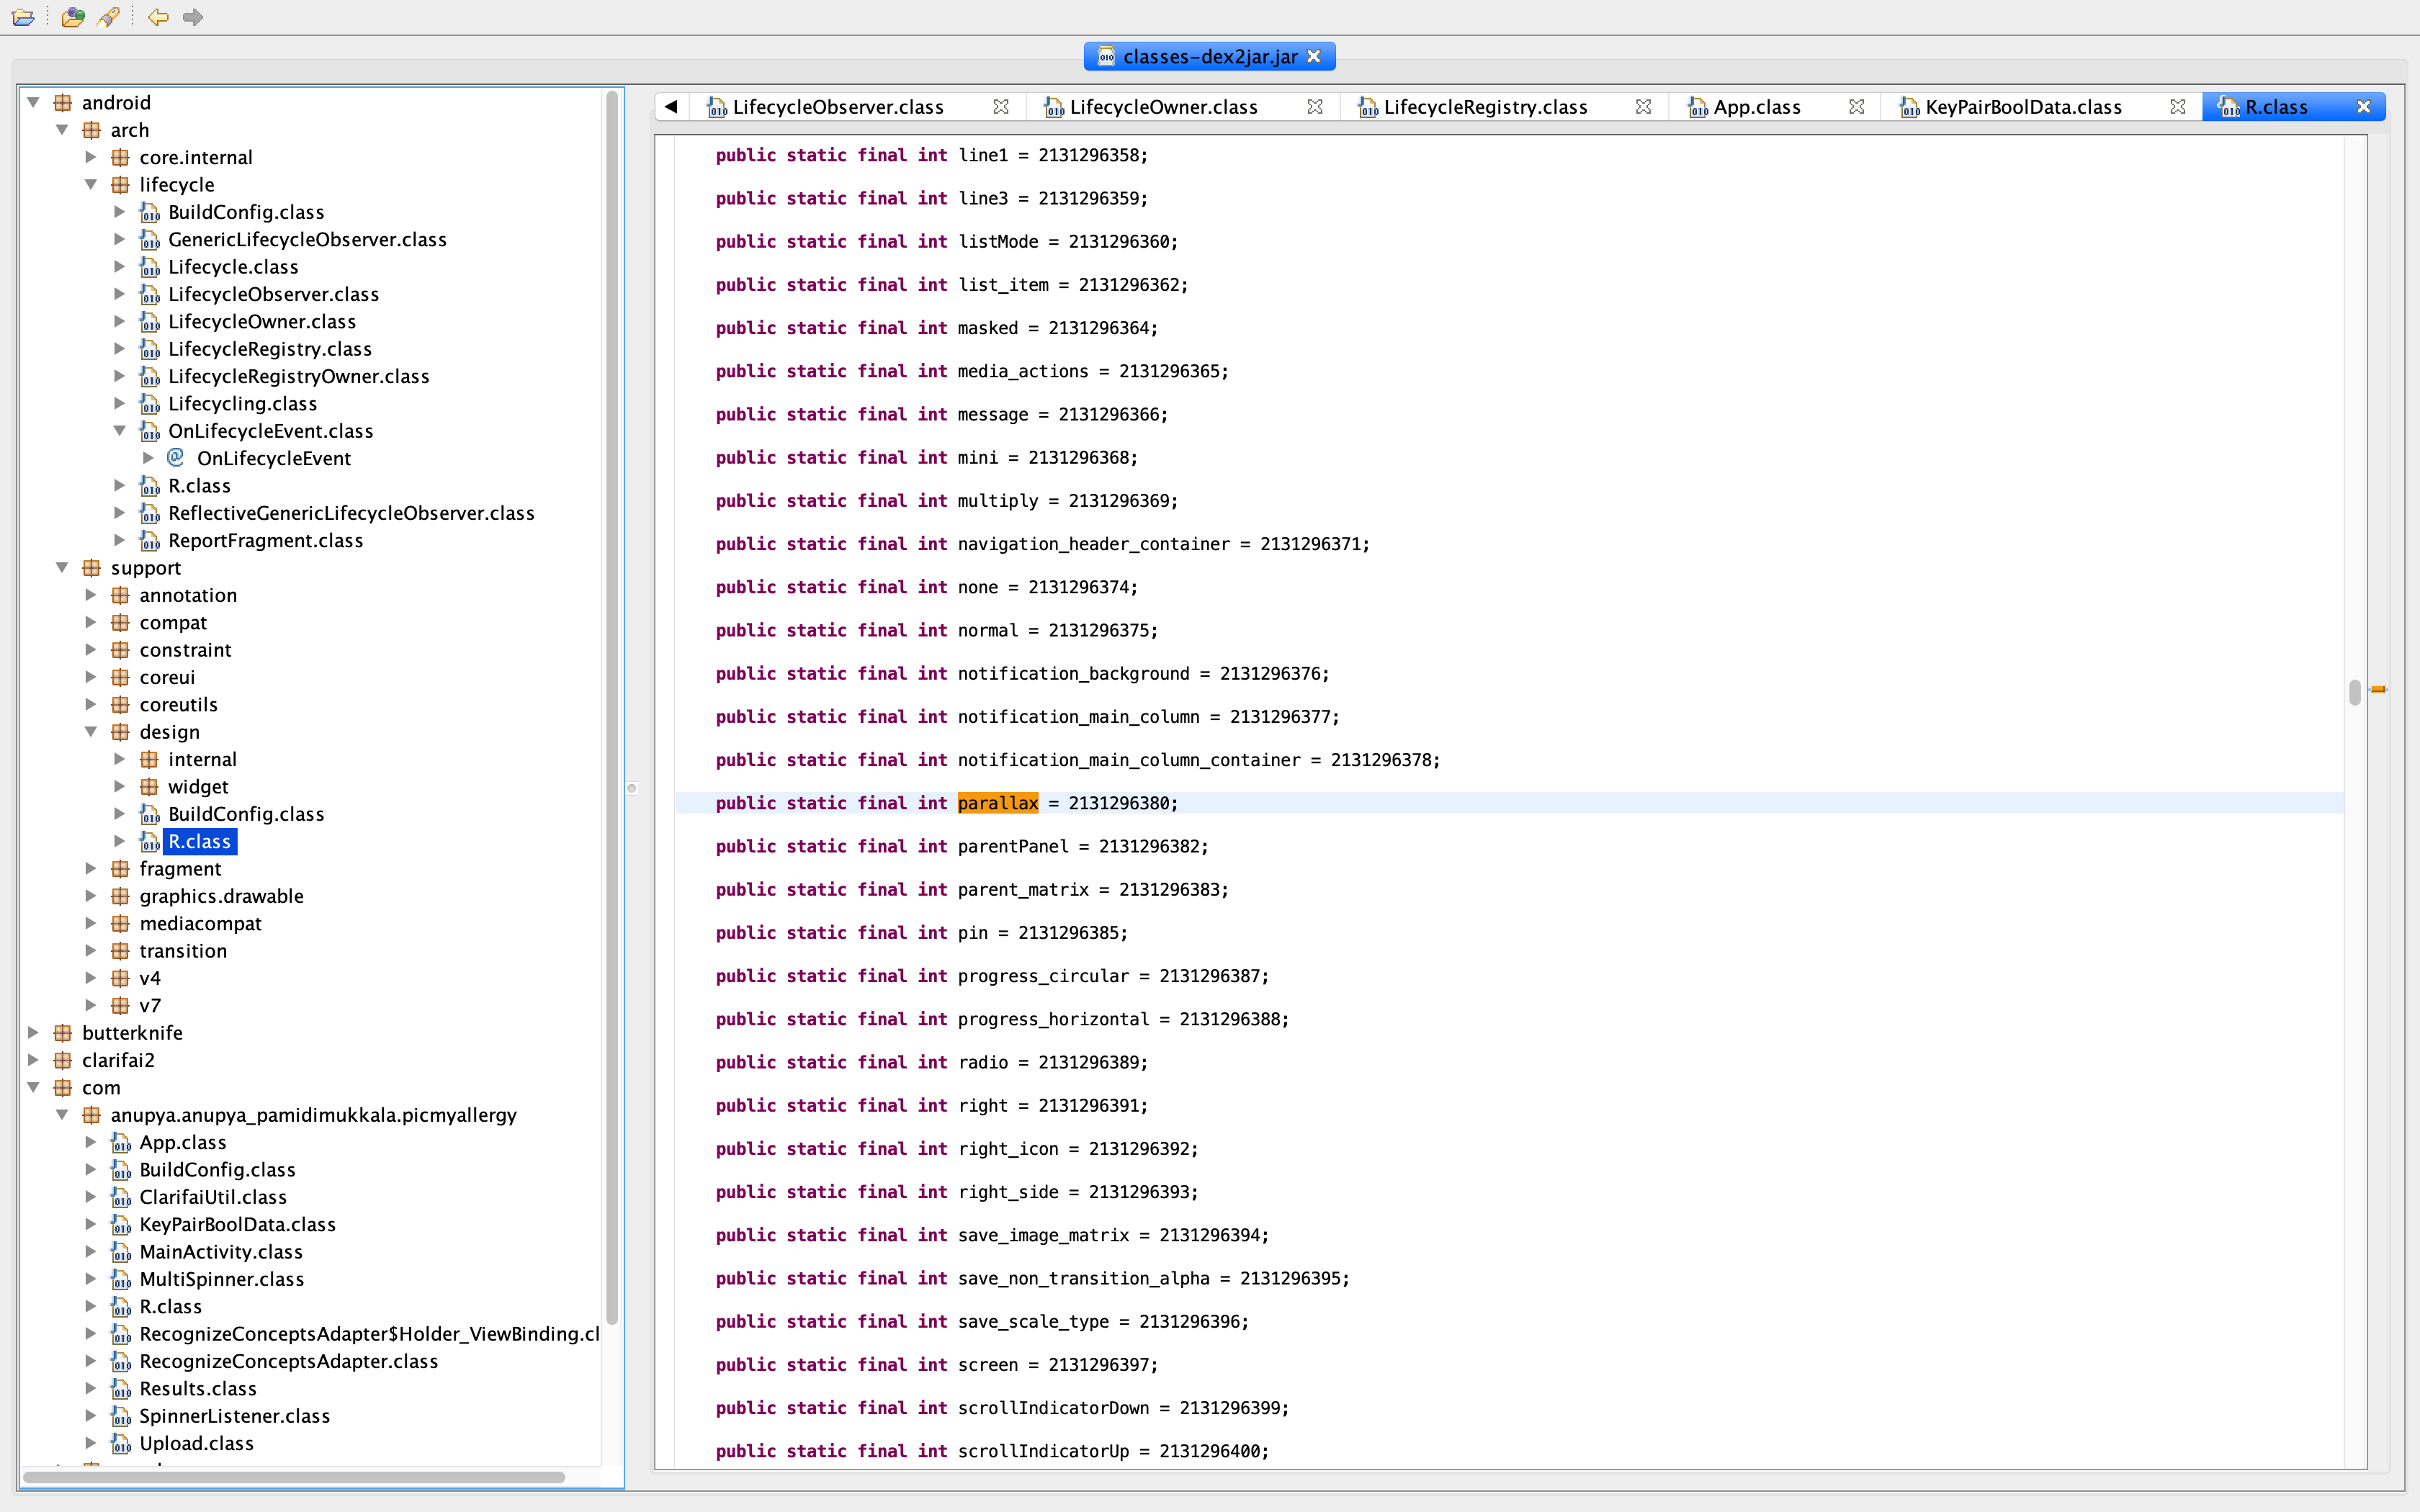 classes-dex2jar.jar
android
arch
core.internal
lifecycle
BuildConfig.class
GenericLifecycleObserver.class
Lifecycle.class
LifecycleObserver.class
LifecycleOwner.class
LifecycleRegistry.class
LifecycleRegistryOwner.class
Lifecycling.class
OnLifecycleEvent.class
OnLifecycleEvent
R.class
ReflectiveGenericLifecycleObserver.class
ReportFragment.class
support
annotation
compat
constraint
coreui
coreutils
design
internal
widget
BuildConfig.class
R.class
fragment
graphics.drawable
mediacompat
transition
v4
v7
butterknife
clarifai2
com
anupya.anupya_pamidimukkala.picmyallergy
App.class
BuildConfig.class
ClarifaiUtil.class
KeyPairBoolData.class
MainActivity.class
MultiSpinner.class
R.class
RecognizeConceptsAdapter$Holder_ViewBinding.cl
RecognizeConceptsAdapter.class
Results.class
SpinnerListener.class
Upload.class
LifecycleObserver.class LifecycleOwner.class LifecycleRegistry.class App.class KeyPairBoolData.class R.class
public static final int line1 = 2131296358;
public static final int line3 = 2131296359;
public static final int listMode = 2131296360;
public static final int list_item = 2131296362;
public static final int masked = 2131296364;
public static final int media_actions = 2131296365;
public static final int message = 2131296366;
public static final int mini = 2131296368;
public static final int multiply = 2131296369;
public static final int navigation_header_container = 2131296371;
public static final int none = 2131296374;
public static final int normal = 2131296375;
public static final int notification_background = 2131296376;
public static final int notification_main_column = 2131296377;
public static final int notification_main_column_container = 2131296378;
public static final int parallax = 2131296380;
public static final int parentPanel = 2131296382;
public static final int parent_matrix = 2131296383;
public static final int pin = 2131296385;
public static final int progress_circular = 2131296387;
public static final int progress_horizontal = 2131296388;
public static final int radio = 2131296389;
public static final int right = 2131296391;
public static final int right_icon = 2131296392;
public static final int right_side = 2131296393;
public static final int save_image_matrix = 2131296394;
public static final int save_non_transition_alpha = 2131296395;
public static final int save_scale_type = 2131296396;
public static final int screen = 2131296397;
public static final int scrollIndicatorDown = 2131296399;
public static final int scrollIndicatorUp = 2131296400;